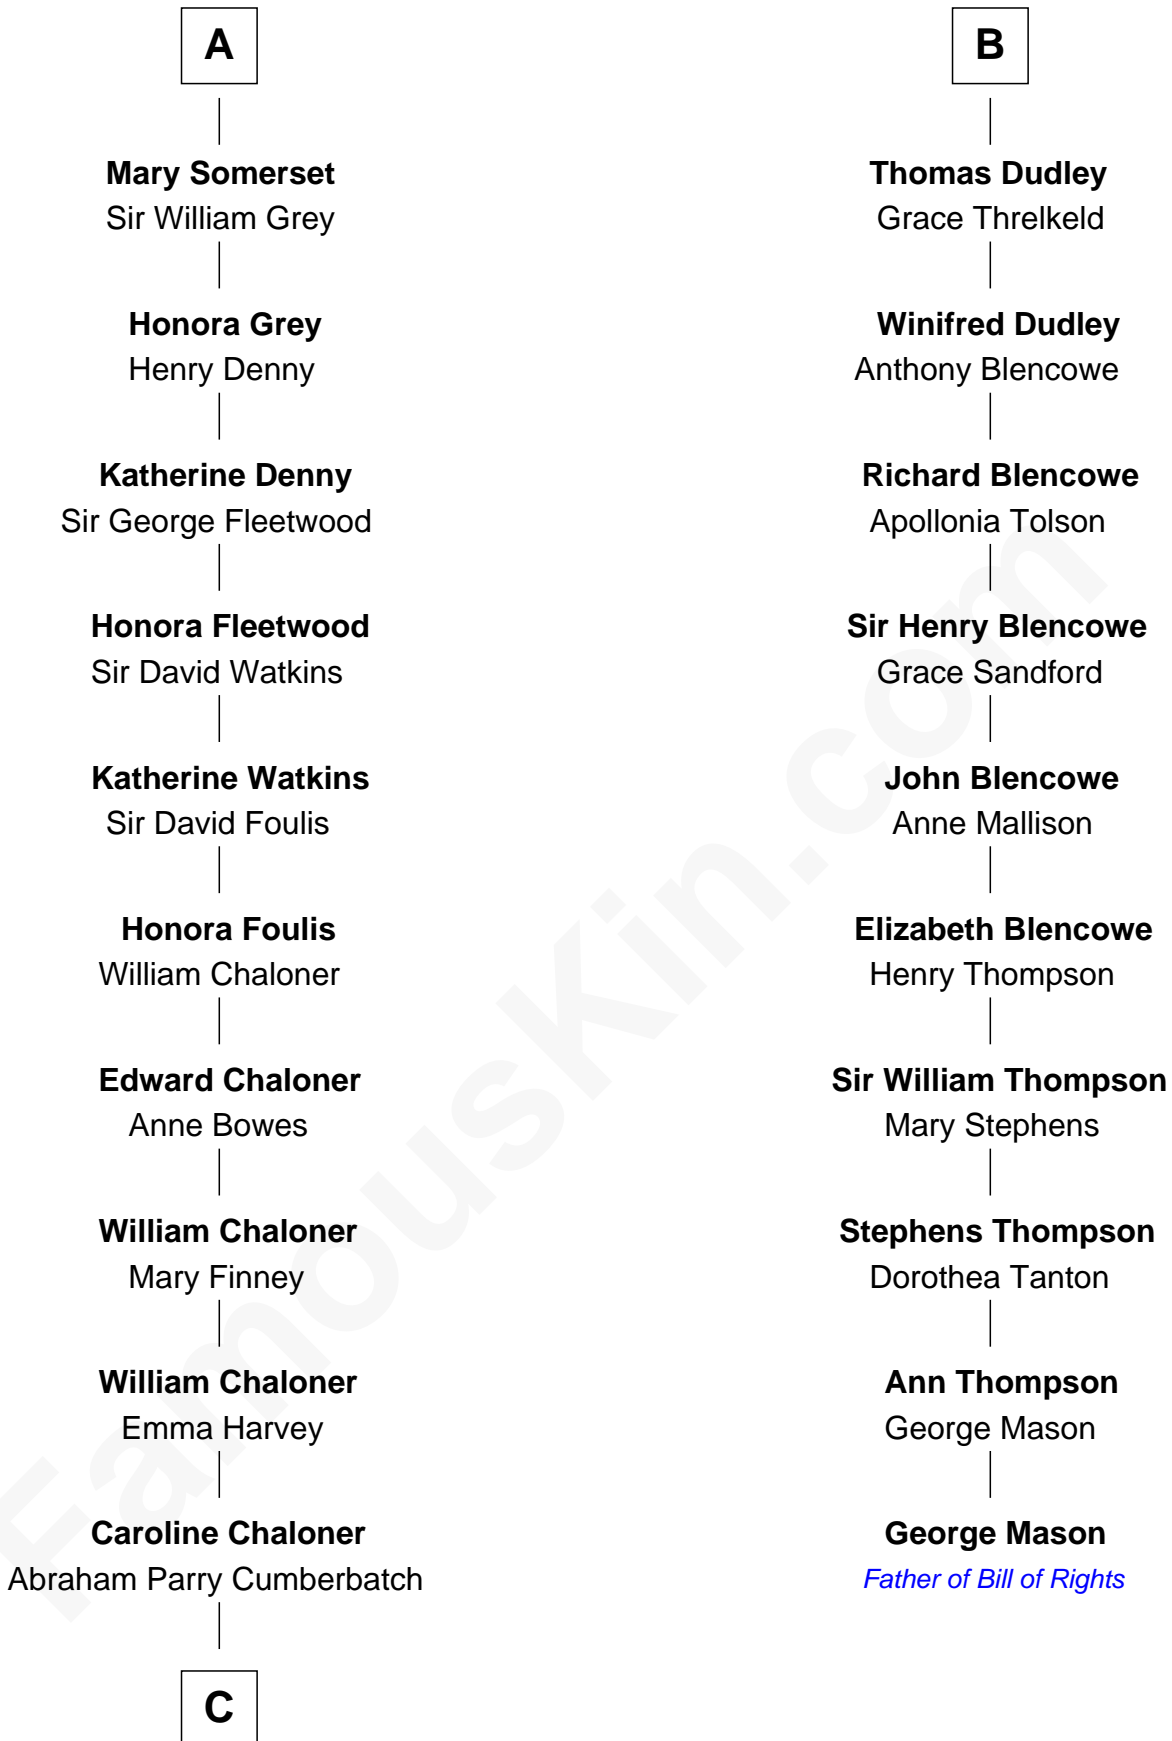 A
Mary Somerset
Sir William Grey
Honora Grey
Henry Denny
Katherine Denny
Sir George Fleetwood
Honora Fleetwood
Sir David Watkins
Katherine Watkins
Sir David Foulis
Honora Foulis
William Chaloner
Edward Chaloner
Anne Bowes
William Chaloner
Mary Finney
William Chaloner
Emma Harvey
Caroline Chaloner
Abraham Parry Cumberbatch
C
B
Thomas Dudley
Grace Threlkeld
Winifred Dudley
Anthony Blencowe
Richard Blencowe
Apollonia Tolson
Sir Henry Blencowe
Grace Sandford
John Blencowe
Anne Mallison
Elizabeth Blencowe
Henry Thompson
Sir William Thompson
Mary Stephens
Stephens Thompson
Dorothea Tanton
Ann Thompson
George Mason
George Mason
Father of Bill of Rights
FamousKin.com